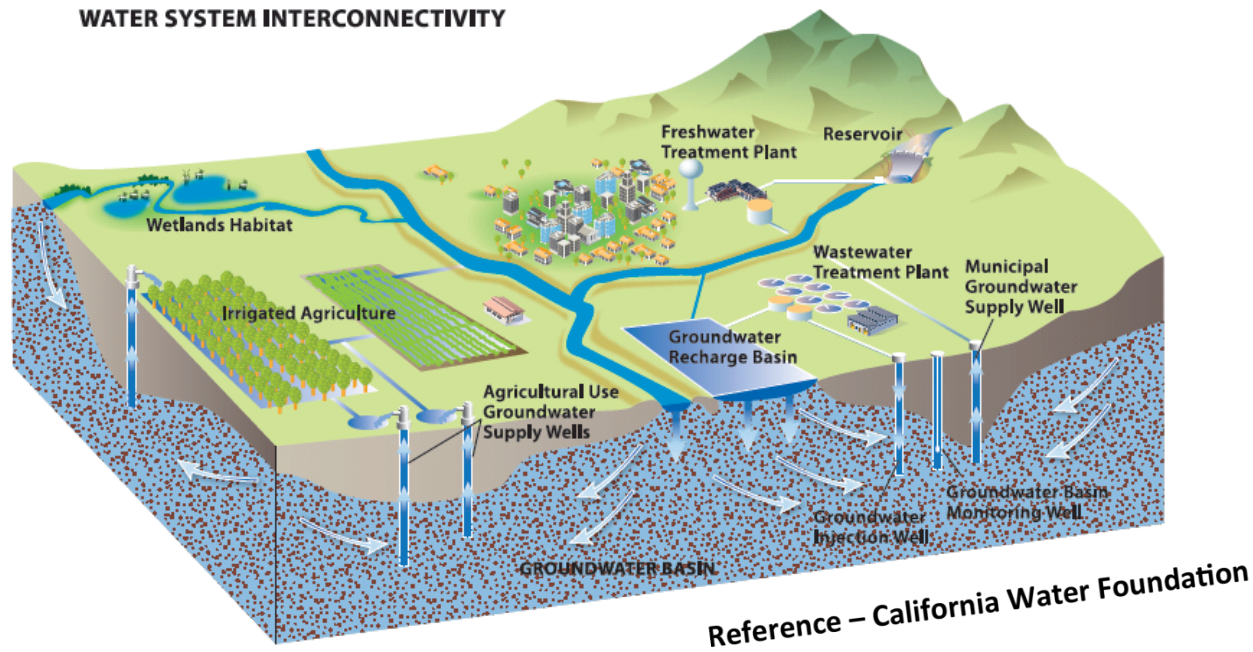 WATER SYSTEM INTERCONNECTIVITY
Freshwater
Treatment Plant
Reservoir
Wetlands Habitat
Wastewater
Treatment Plant
Municipal
Groundwater
Supply Well
Irrigated Agriculture
Groundwater
Recharge Basin
Agricultural Use
Groundwater
Supply Wells
Groundwater Basin
Monitoring Well
Groundwater
Injection Well
GROUNDWATER BASIN
Reference – California Water Foundation